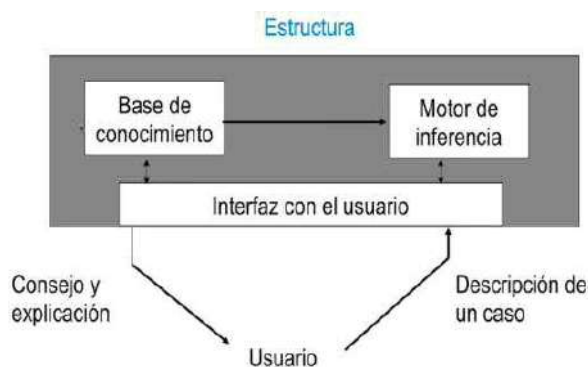 Estructura
Base de
conocimiento
Motor de
inferencia
Interfaz con el usuario
Consejo y
explicación
Descripción de
un caso
Usuario